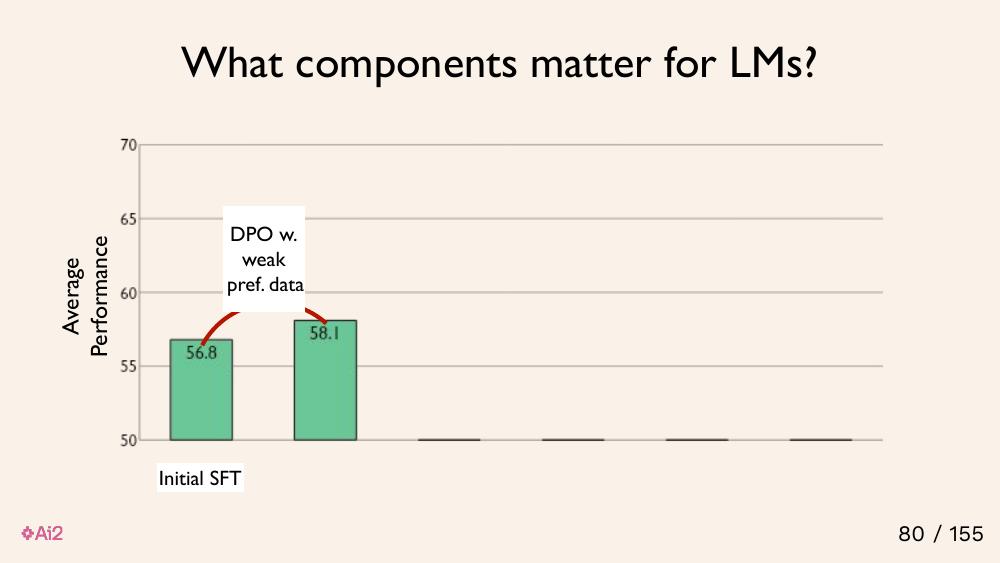 What components matter for LMs?
70
65
60
55
50
Average
Performance
DPO w.
weak
pref. data
56.8
58.1
Initial SFT
Ai2
80 / 155